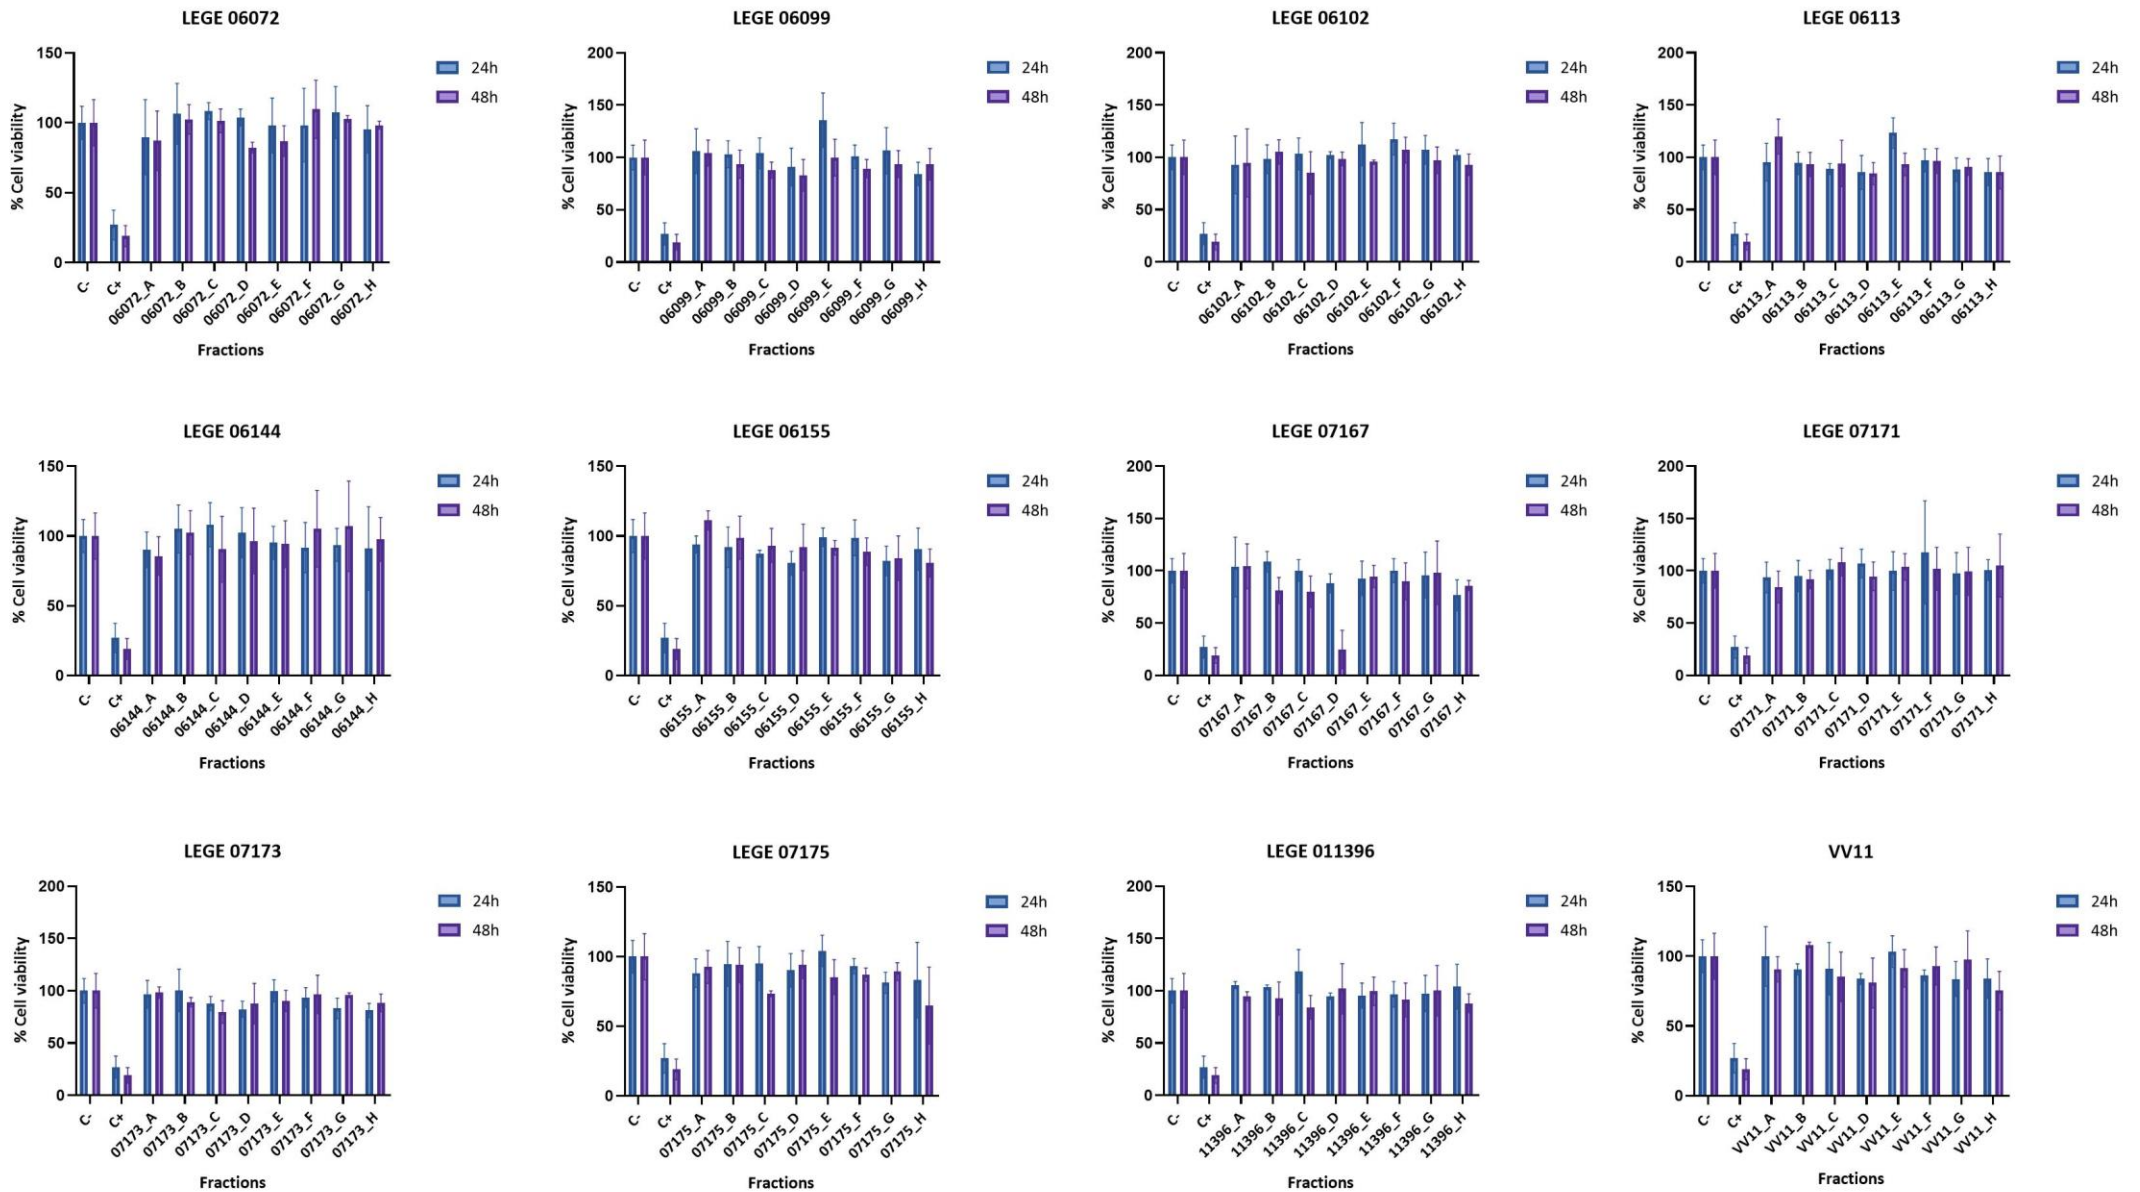 LEGE 06072
% Cell viability
150
100
50
0
24h
48h
C-
C+
06072_A
06072_B
06072_C
06072_D
06072_E
06072_F
06072_G
06072_H
Fractions
LEGE 06099
% Cell viability
200
150
100
50
0
24h
48h
C-
C+
06099_A
06099_B
06099_C
06099_D
06099_E
06099_F
06099_G
06099_H
Fractions
LEGE 06102
% Cell viability
200
150
100
50
0
24h
48h
C-
C+
06102_A
06102_B
06102_C
06102_D
06102_E
06102_F
06102_G
06102_H
Fractions
LEGE 06113
% Cell viability
200
150
100
50
0
24h
48h
C-
C+
06113_A
06113_B
06113_C
06113_D
06113_E
06113_F
06113_G
06113_H
Fractions
LEGE 06144
% Cell viability
150
100
50
0
24h
48h
C-
C+
06144_A
06144_B
06144_C
06144_D
06144_E
06144_F
06144_G
06144_H
Fractions
LEGE 06155
% Cell viability
150
100
50
0
24h
48h
C-
C+
06155_A
06155_B
06155_C
06155_D
06155_E
06155_F
06155_G
06155_H
Fractions
LEGE 07167
% Cell viability
200
150
100
50
0
24h
48h
C-
C+
07167_A
07167_B
07167_C
07167_D
07167_E
07167_F
07167_G
07167_H
Fractions
LEGE 07171
% Cell viability
200
150
100
50
0
24h
48h
C-
C+
07171_A
07171_B
07171_C
07171_D
07171_E
07171_F
07171_G
07171_H
Fractions
LEGE 07173
% Cell viability
200
150
100
50
0
24h
48h
C-
C+
07173_A
07173_B
07173_C
07173_D
07173_E
07173_F
07173_G
07173_H
Fractions
LEGE 07175
% Cell viability
150
100
50
0
24h
48h
C-
C+
07175_A
07175_B
07175_C
07175_D
07175_E
07175_F
07175_G
07175_H
Fractions
LEGE 011396
% Cell viability
200
150
100
50
0
24h
48h
C-
C+
11396_A
11396_B
11396_C
11396_D
11396_E
11396_F
11396_G
11396_H
Fractions
VV11
% Cell viability
150
100
50
0
24h
48h
C-
C+
VV11_A
VV11_B
VV11_C
VV11_D
VV11_E
VV11_F
VV11_G
VV11_H
Fractions